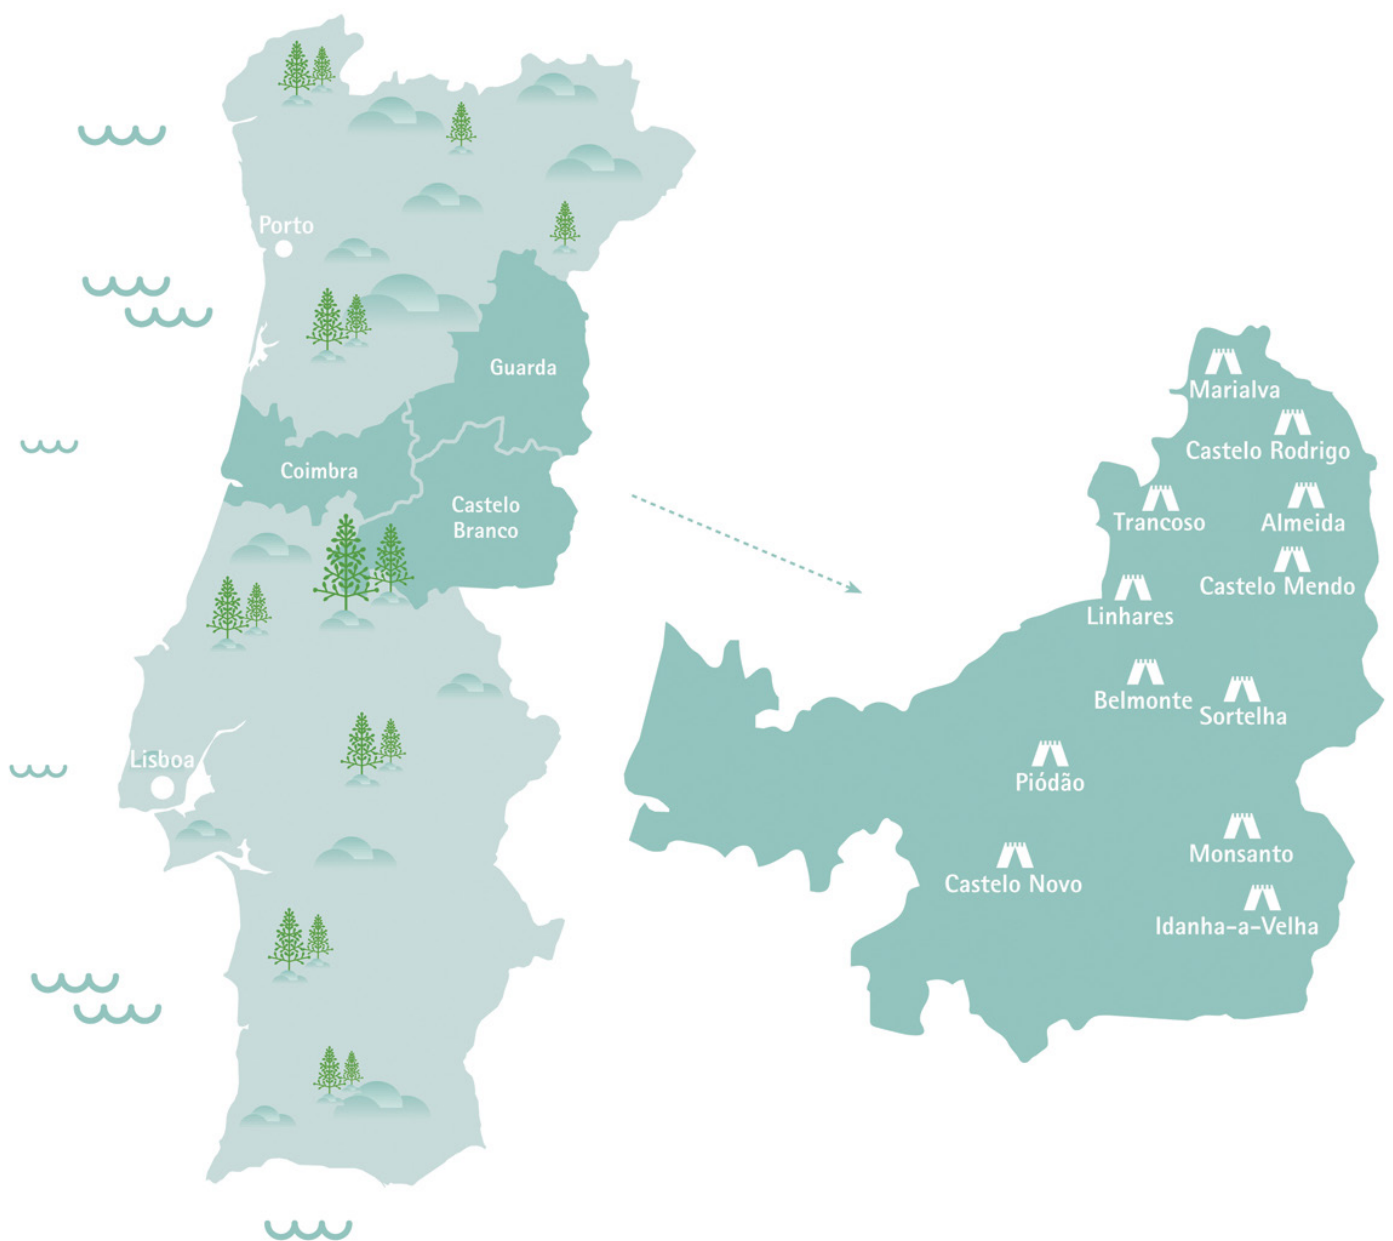 Porto
Guarda
Coimbra
Castelo
Branco
Lisboa
Marialva
Castelo Rodrigo
Trancoso
Almeida
Castelo Mendo
Linhares
Belmonte
Sortelha
Piódão
Monsanto
Castelo Novo
Idanha-a-Velha